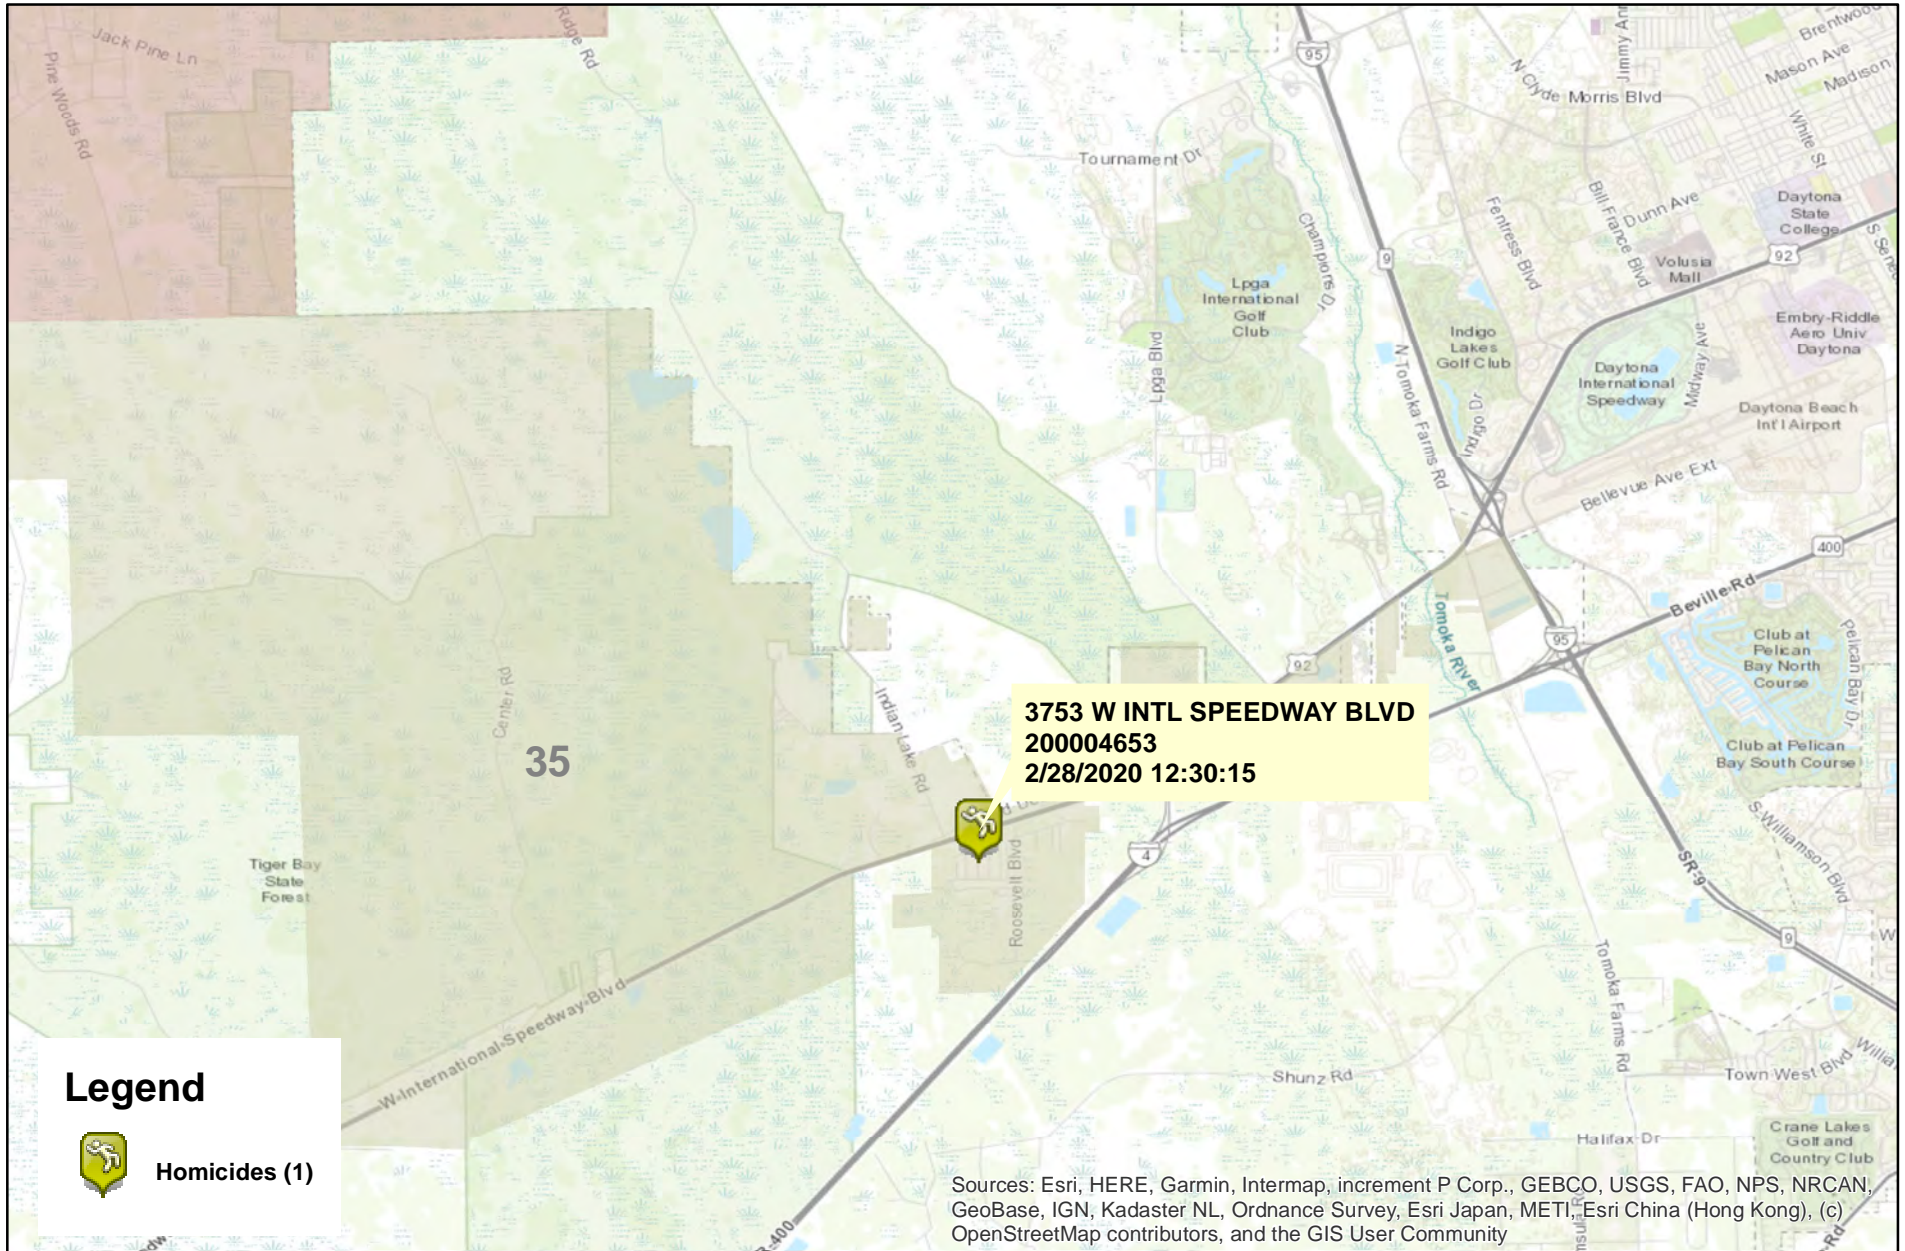 Jack Pine Ln
Pine Woods Rd
Ridge Rd
95
N Clyde Morris Blvd
Jimmy Ann
Brentwood
Mason Ave
Madison
White St
Tournament Dr
Champions Dr
Lpga
International
Golf
Club
Lpga Blvd
9
N Tomoka Farms Rd
Fentress Blvd
Bill France Blvd
Dunn Ave
Daytona
State
College
S Sene
Volusia
Mall
92
Indigo
Lakes
Golf Club
Indigo Dr
Daytona
International
Speedway
Midway Ave
Embry-Riddle
Aero Univ
Daytona
Daytona Beach
Int'l Airport
Bellevue Ave Ext
400
Beville Rd
Tomoka River
95
92
Club at
Pelican
Bay North
Course
Pelican Bay Dr
Club at Pelican
Bay South Course
S Williamson Blvd
SR-9
9
W
Center Rd
35
Indian Lake Rd
3753 W INTL SPEEDWAY BLVD
200004653
2/28/2020 12:30:15
4
Roosevelt Blvd
Tiger Bay
State
Forest
W International Speedway Blvd
Tomoka Farms Rd
Shunz Rd
Town West Blvd
Willia
Halifax Dr
Crane Lakes
Golf and
Country Club
Legend
Homicides (1)
-400
Rd
Sources: Esri, HERE, Garmin, Intermap, increment P Corp., GEBCO, USGS, FAO, NPS, NRCAN,
GeoBase, IGN, Kadaster NL, Ordnance Survey, Esri Japan, METI, Esri China (Hong Kong), (c)
OpenStreetMap contributors, and the GIS User Community